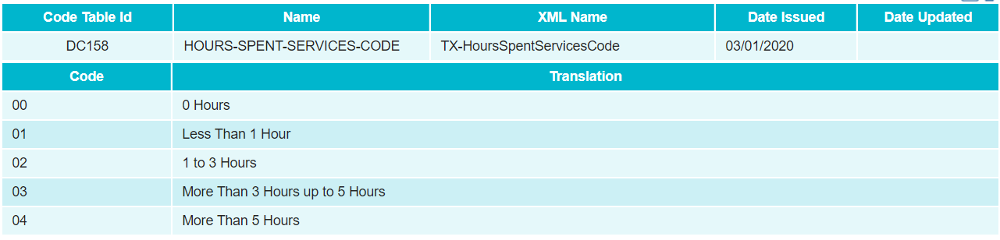 Code Table Id Name XML Name Date Issued Date Updated
DC158 HOURS-SPENT-SERVICES-CODE TX-HoursSpentServicesCode 03/01/2020
Code Translation
00 0 Hours
01 Less Than 1 Hour
02 1 to 3 Hours
03 More Than 3 Hours up to 5 Hours
04 More Than 5 Hours